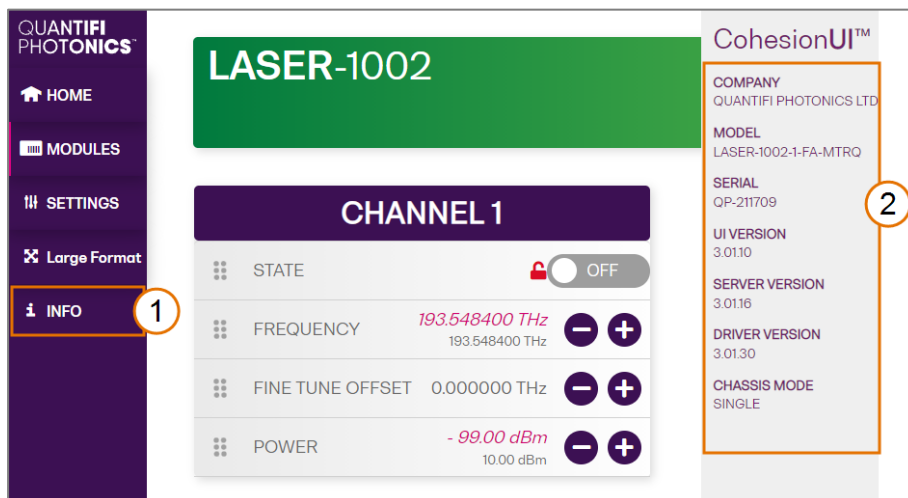 QUANTIFI
PHOTONICS™
HOME
MODULES
SETTINGS
Large Format
INFO
1
LASER-1002
CHANNEL 1
STATE
OFF
FREQUENCY
193.548400 THz
193.548400 THz
FINE TUNE OFFSET
0.000000 THz
POWER
- 99.00 dBm
10.00 dBm
CohesionUI™
COMPANY
QUANTIFI PHOTONICS LTD
MODEL
LASER-1002-1-FA-MTRQ
SERIAL
QP-211709
UI VERSION
3.01.10
SERVER VERSION
3.01.16
DRIVER VERSION
3.01.30
CHASSIS MODE
SINGLE
2